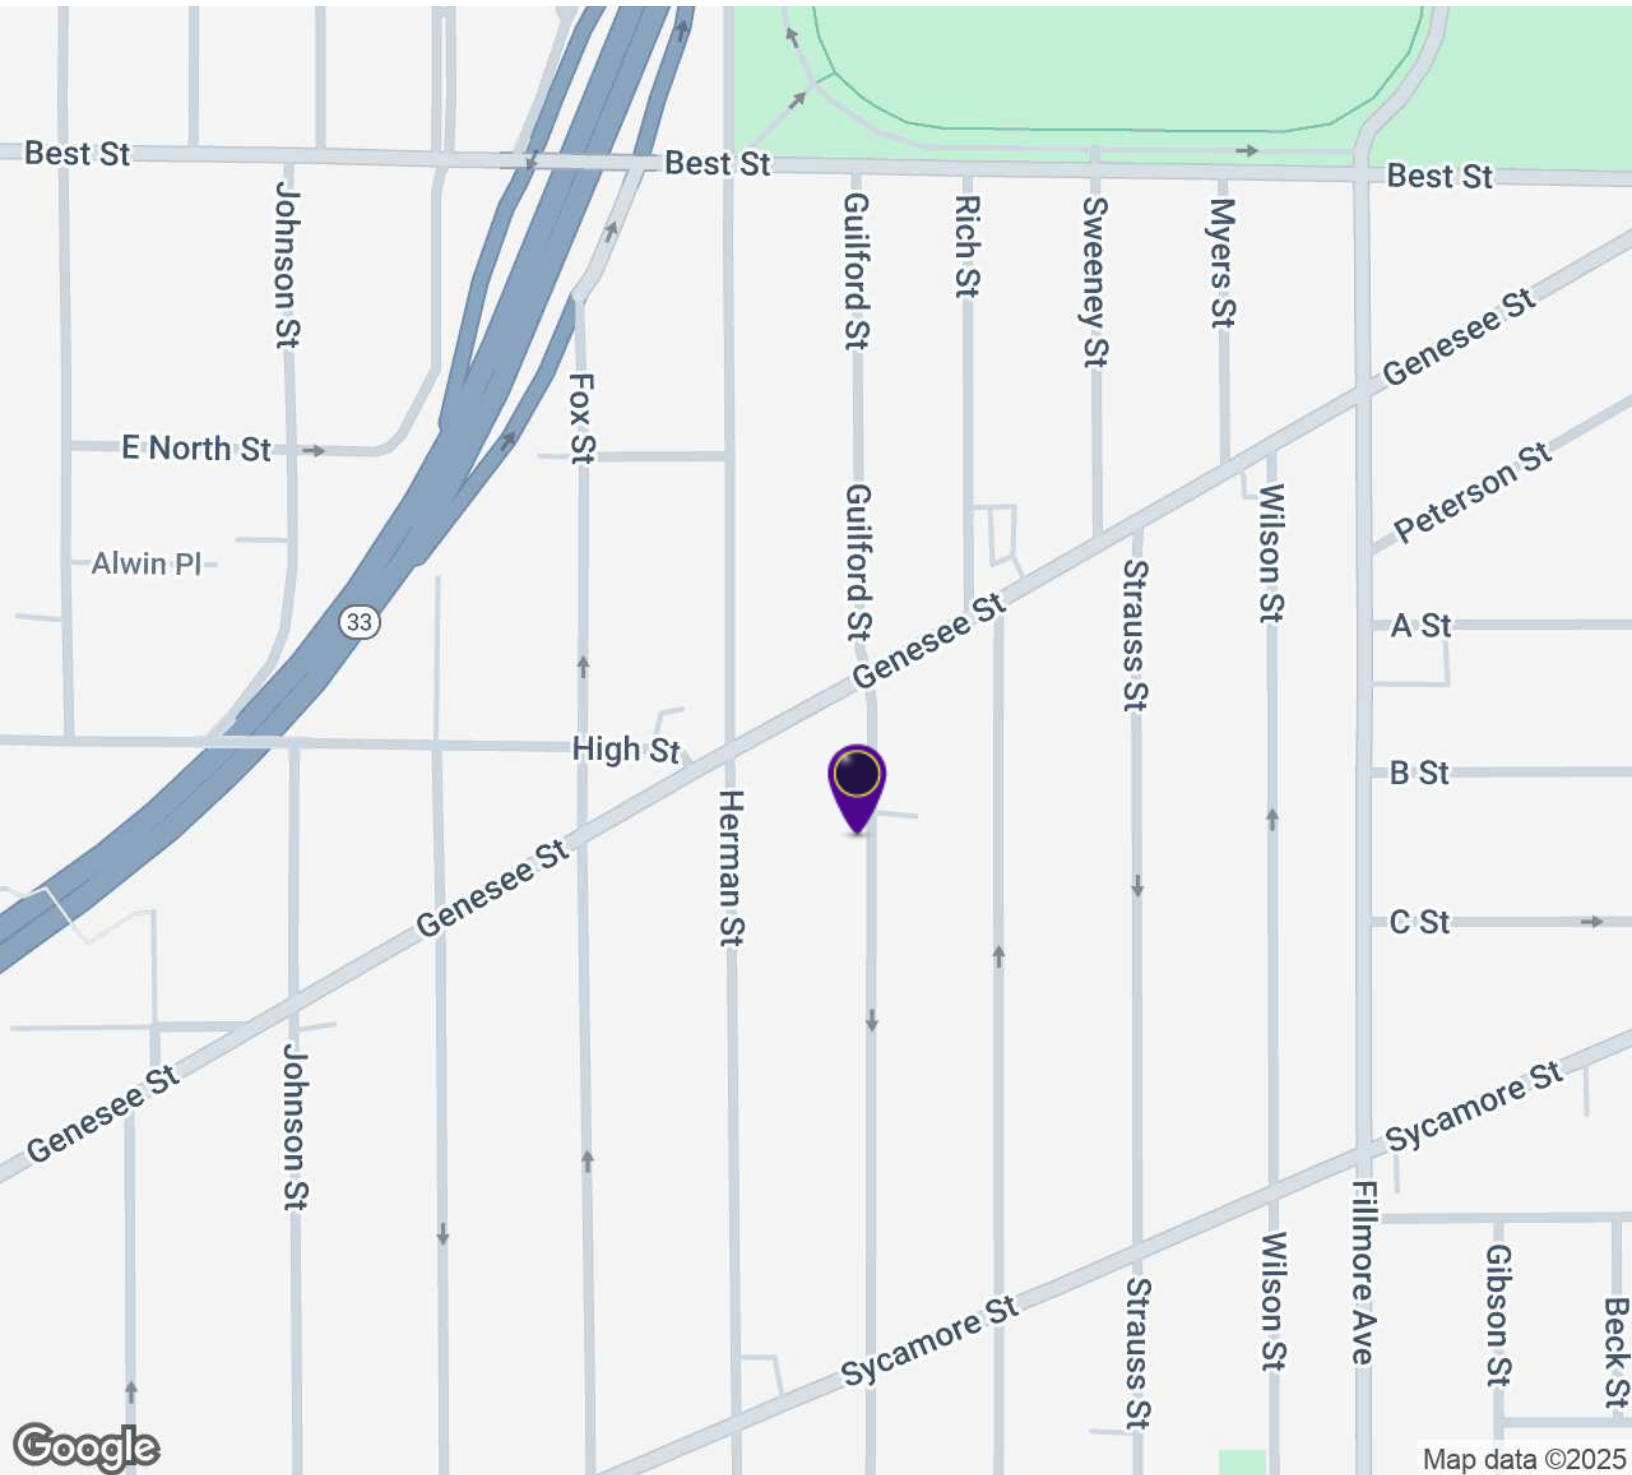 Best St
Best St
Best St
Johnson St
Guilford St
Rich St
Sweeney St
Myers St
Genesee St
Fox St
E North St
Peterson St
Guilford St
Wilson St
Alwin Pl
Strauss St
33
Genesee St
A St
High St
B St
Herman St
Genesee St
C St
Genesee St
Johnson St
Sycamore St
Fillmore Ave
Wilson St
Gibson St
Strauss St
Sycamore St
Beck St
Google
Map data ©2025